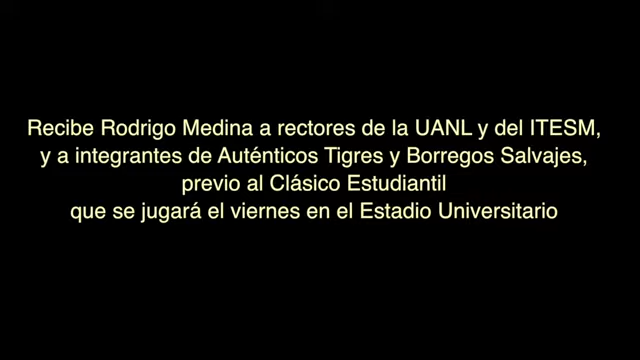 Recibe Rodrigo Medina a rectores de la UANL y del ITESM,
y a integrantes de Auténticos Tigres y Borregos Salvajes,
previo al Clásico Estudiantil
que se jugará el viernes en el Estadio Universitario